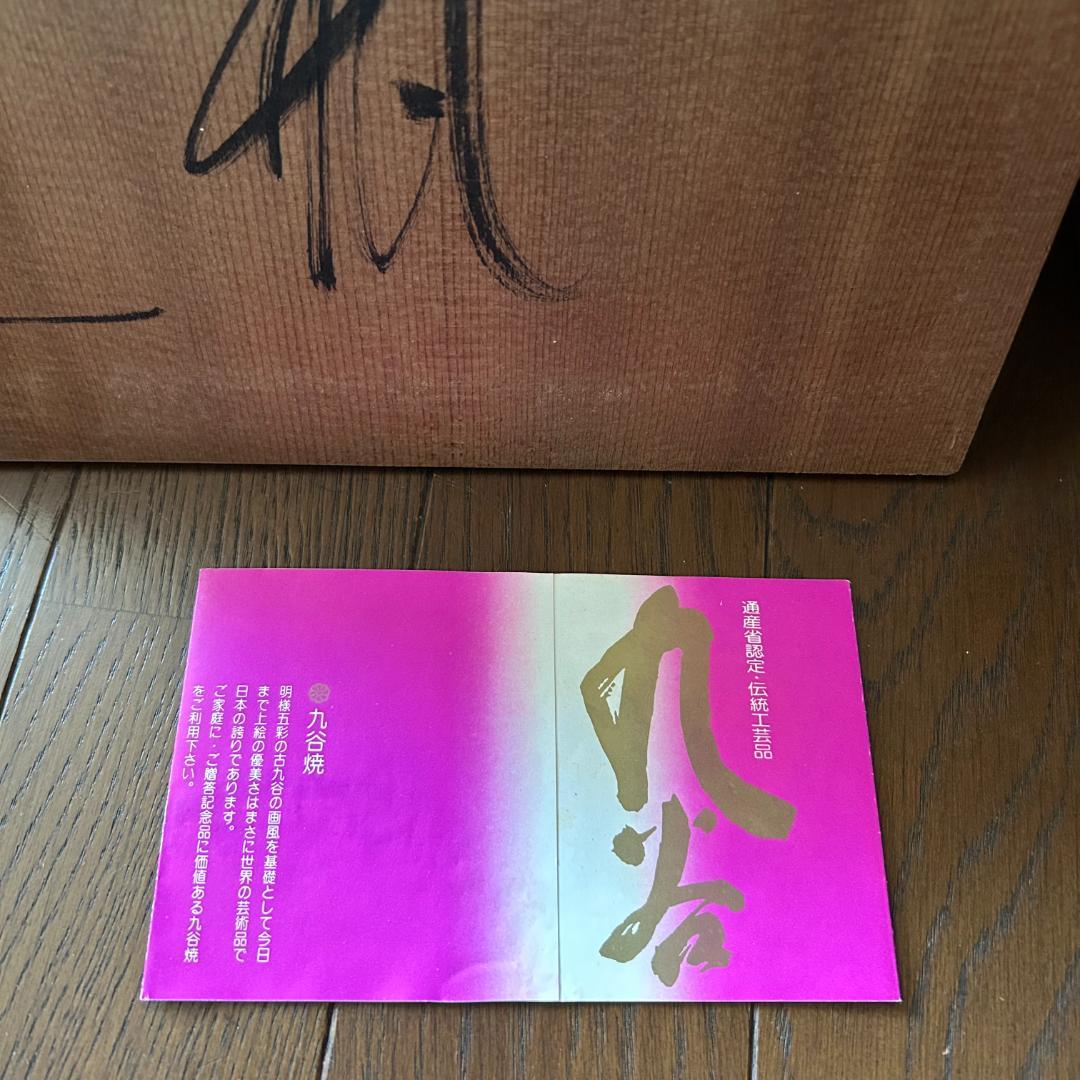 通産省認定・伝統工芸品
九谷
九谷焼
明様五彩の古九谷の画風を基礎として今日
まで上絵の優美さはまさに世界の芸術品で
日本の誇りであります。
ご家庭に・ご贈答記念品に価値ある九谷焼
をご利用下さい。